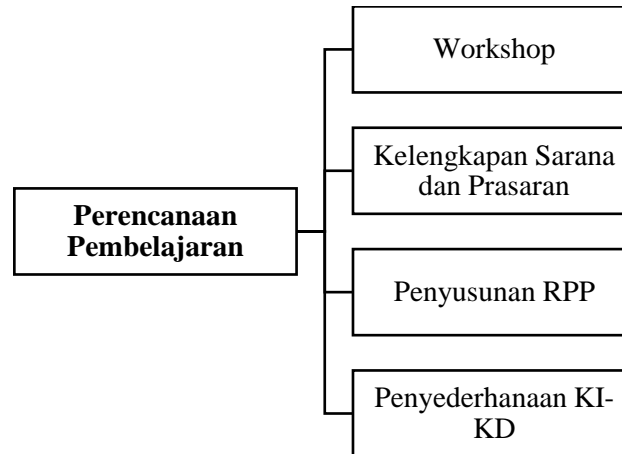 Workshop
Kelengkapan Sarana
dan Prasaran
Perencanaan
Pembelajaran
Penyusunan RPP
Penyederhanaan KI-
KD